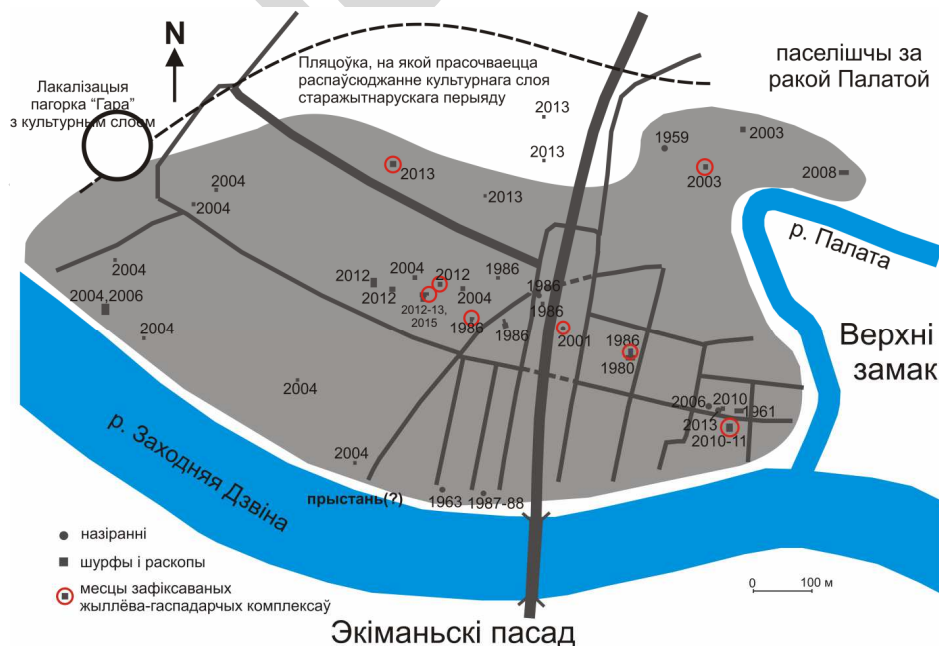 N
Лакалізацыя
пагорка “Гара”
з культурным слоем
Пляцоўка, на якой прасочваецца
распаўсюджанне культурнага слоя
старажытнарускага перыяду
паселішчы за
ракой Палатой
2013
2013
1959
2003
2003
2008
2013
2013
2004
2004
р. Палата
2004
2004,2006
2004
2012
2012
2004
2012
2004
1986
2012-13,
2015
1986
1986
1986
1986
2001
1986
1980
Верхні
замак
2004
2006
2010
1961
2013
2010-11
2004
р. Заходняя Дзвіна
прыстань(?)
1963
1987-88
назіранні
шурфы і раскопы
месцы зафіксаваных
жыллёва-гаспадарчых комплексаў
0 100 м
Экіманьскі пасад